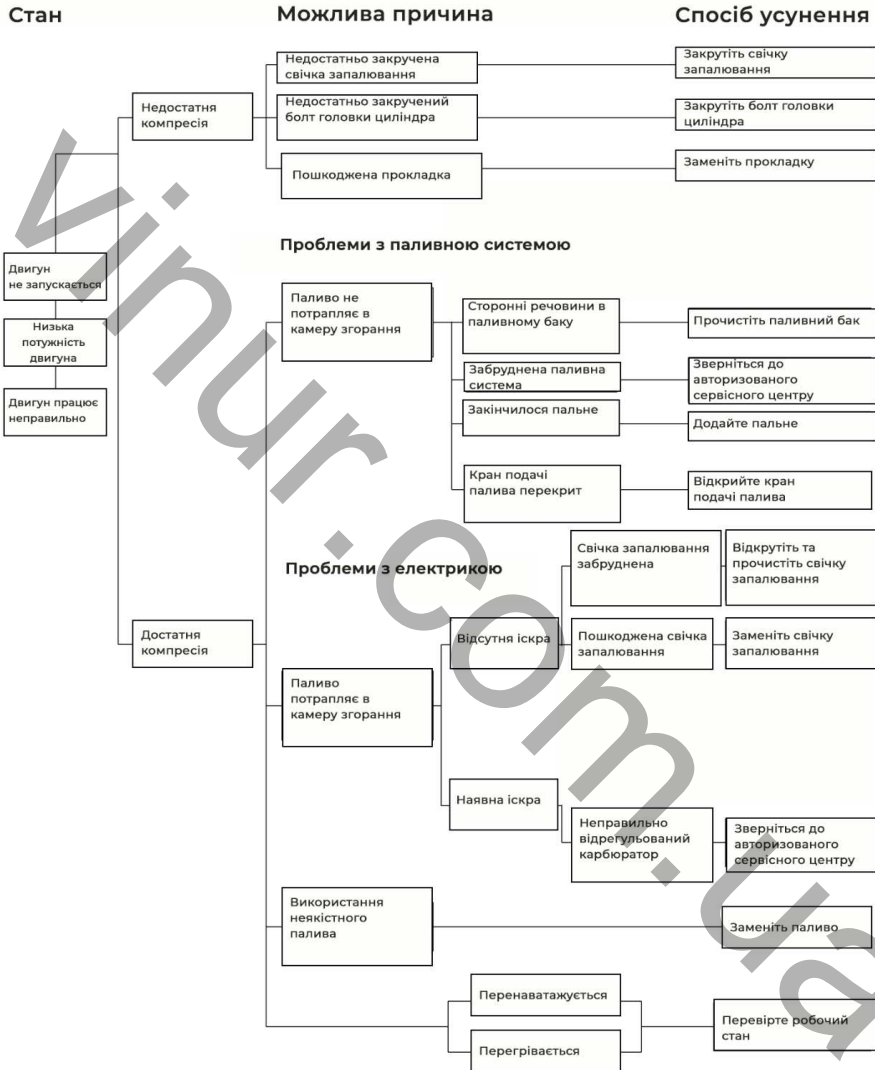 Стан
Можлива причина
Спосіб усунення
Недостатньо закручена
свічка запалювання
Закрутіть свічку
запалювання
Недостатня
компресія
Недостатньо закручений
болт головки циліндра
Закрутіть болт головки
циліндра
Пошкоджена прокладка
Заменіть прокладку
Проблеми з паливною системою
Двигун
не запускається
Низька
потужність
двигуна
Двигун працює
неправильно
Паливо не
потрапляє в
камеру згорання
Сторонні речовини в
паливному баку
Прочистіть паливний бак
Забруднена паливна
система
Зверніться до
авторизованого
сервісного центру
Закінчилося пальне
Додайте пальне
Кран подачі
палива перекрит
Відкрийте кран
подачі палива
Проблеми з електрикою
Свічка запалювання
забруднена
Відкрутіть та
прочистіть свічку
запалювання
Достатня
компресія
Відсутня іскра
Пошкоджена свічка
запалювання
Заменіть свічку
запалювання
Паливо
потрапляє в
камеру згорання
Наявна іскра
Неправильно
відрегульований
карбюратор
Зверніться до
авторизованого
сервісного центру
Використання
неякістного
палива
Заменіть паливо
Перенаватажується
Перегрівається
Перевірте робочий
стан
vinur.com.ua